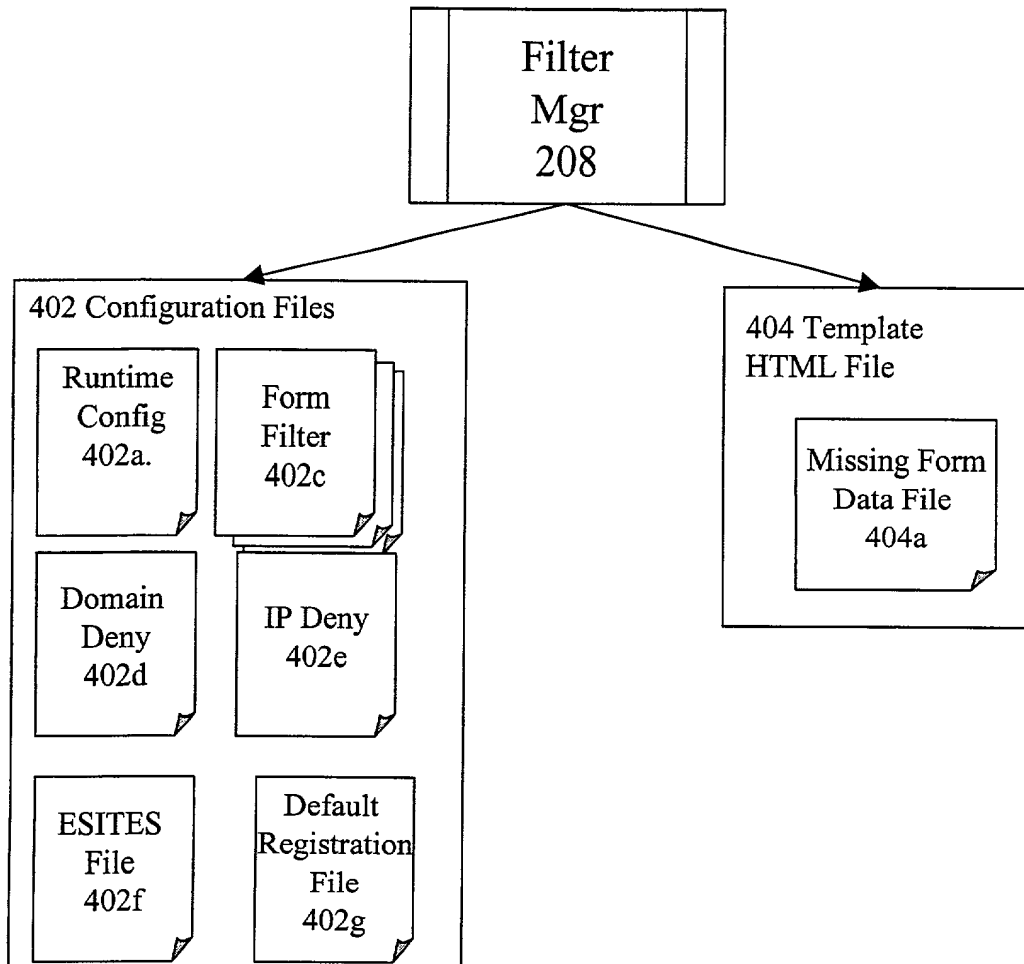 Filter
Mgr
208
402 Configuration Files
Runtime
Config
402a.
Form
Filter
402c
Domain
Deny
402d
IP Deny
402e
ESITES
File
402f
Default
Registration
File
402g
404 Template
HTML File
Missing Form
Data File
404a